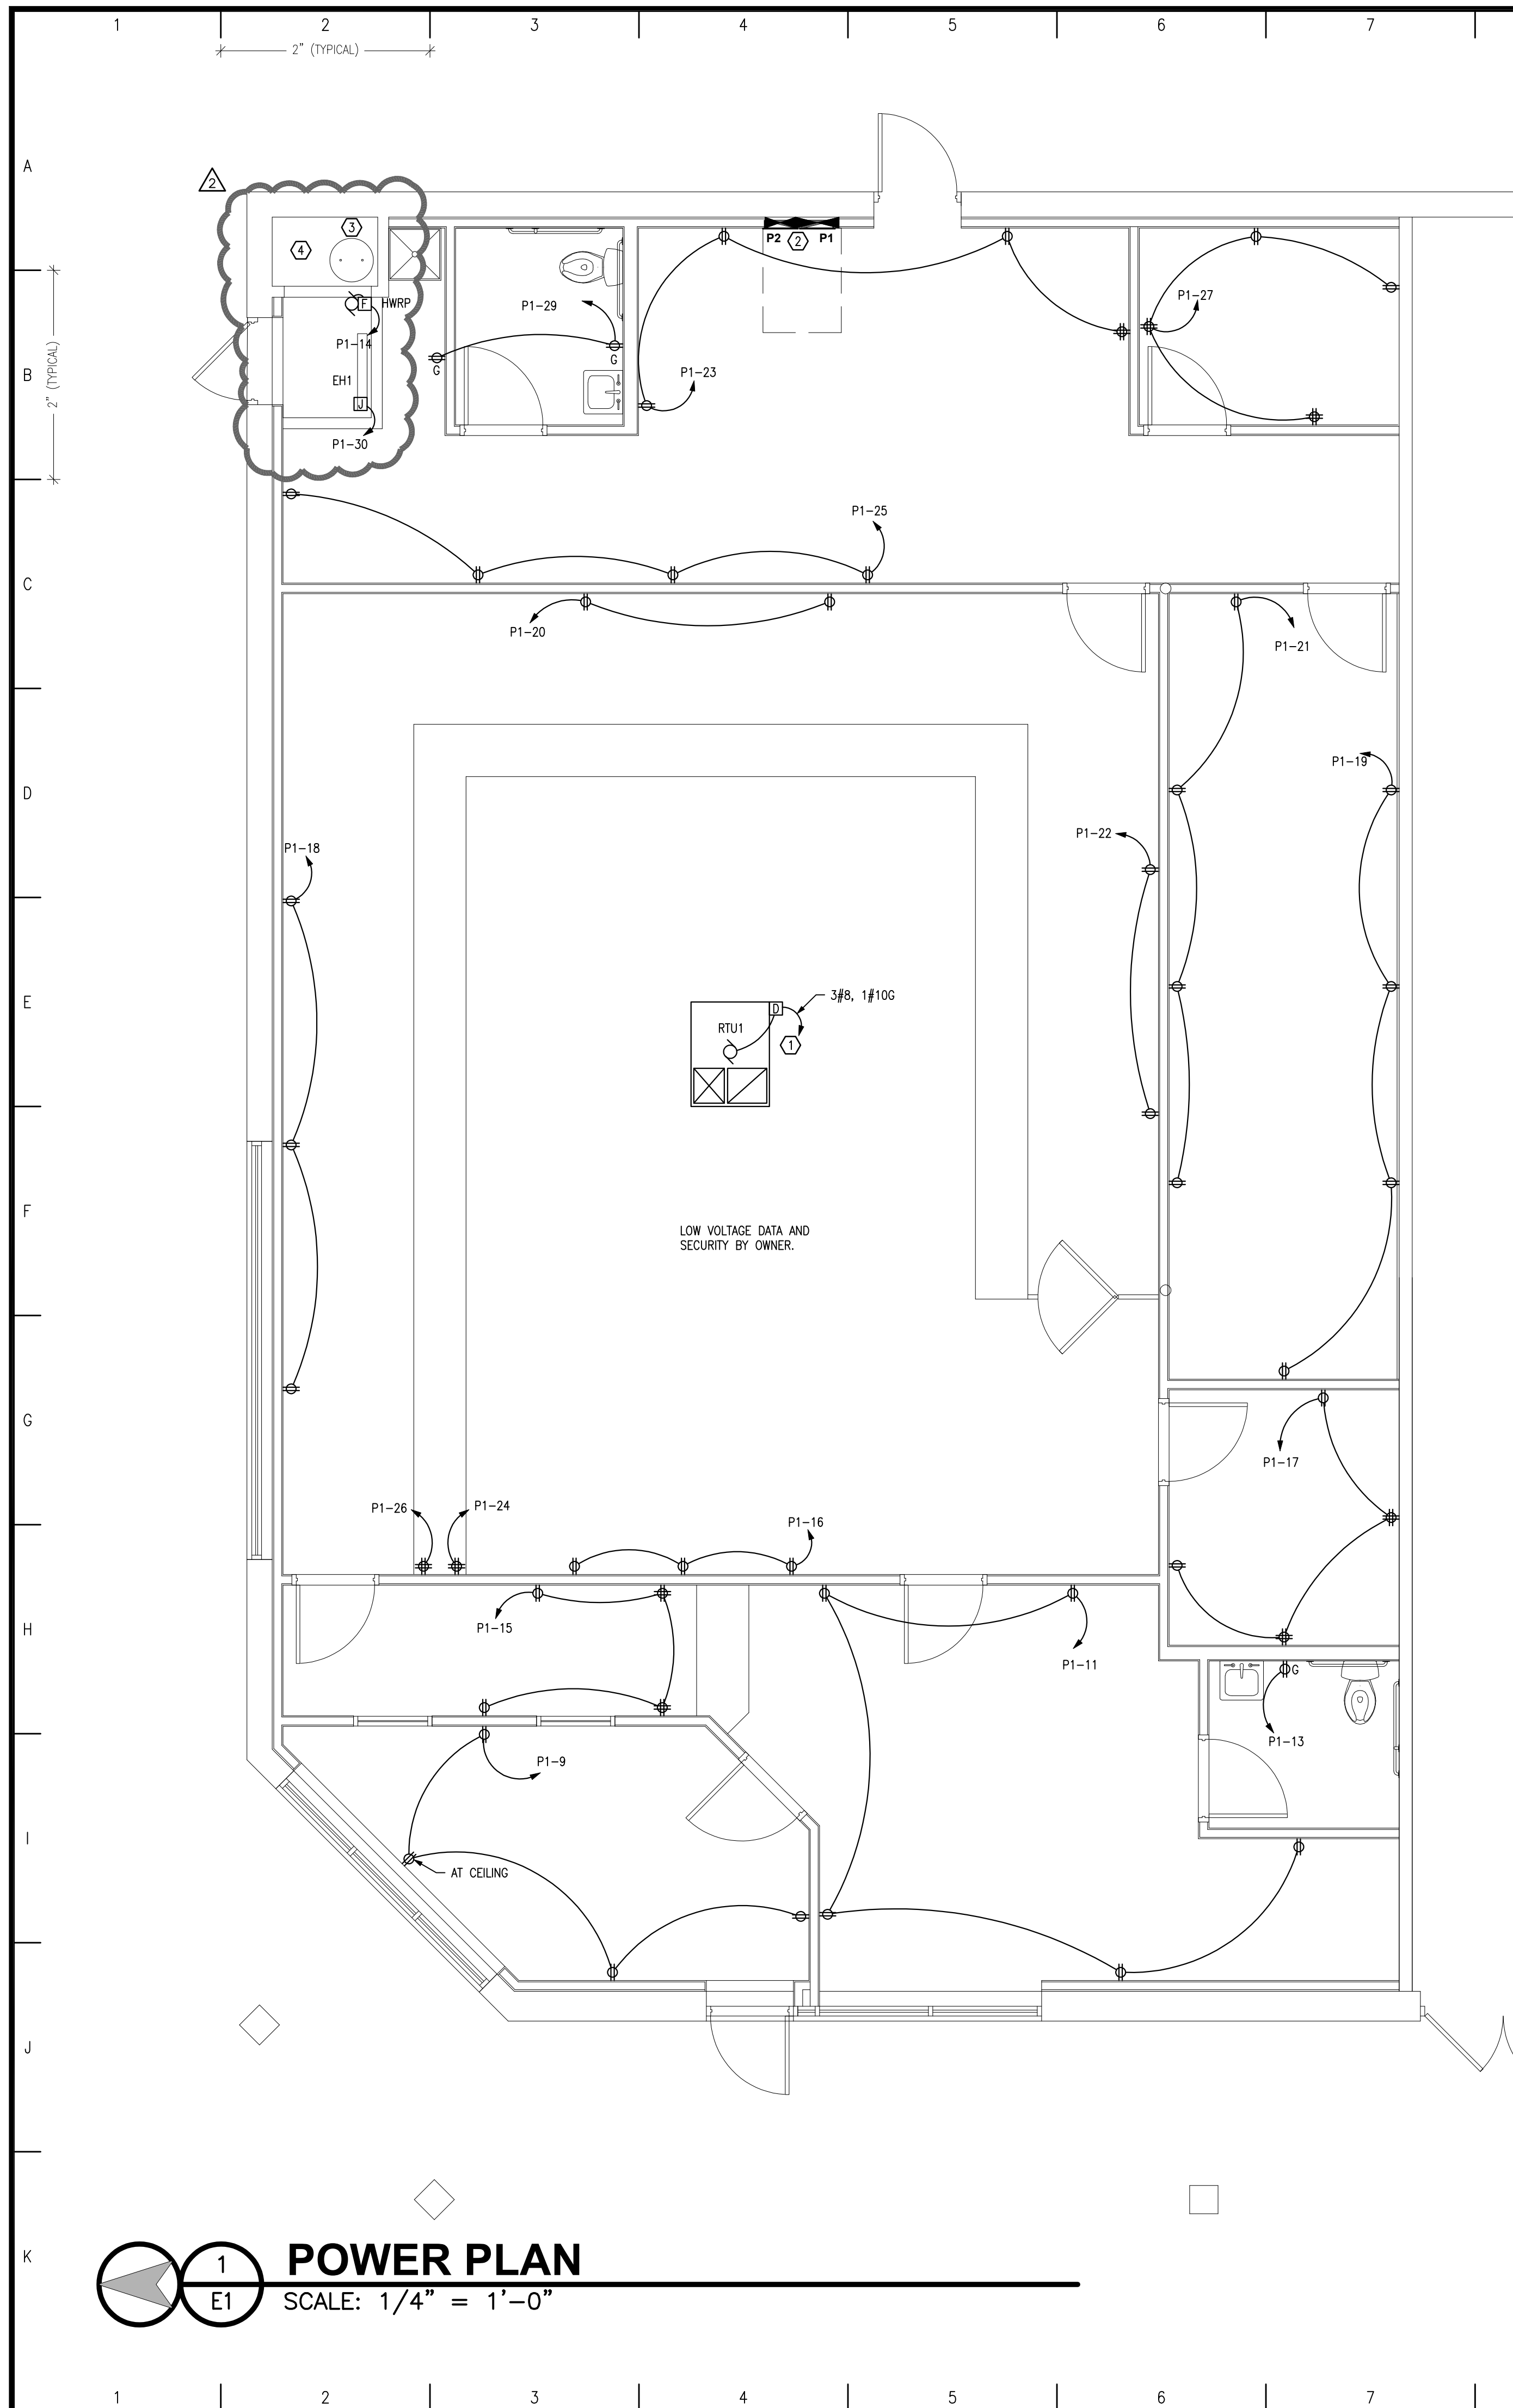 1 2 3 4 5 6 7
2" (TYPICAL)
A
2
3
4
P2 2 P1
F HWRP
P1-29
P1-27
P1-14
2" (TYPICAL)
B
G
G
EH1
P1-23
J
P1-30
P1-25
C
P1-20
P1-21
P1-19
D
P1-22
P1-18
E
3#8, 1#10G
D
RTU1
1
F
LOW VOLTAGE DATA AND
SECURITY BY OWNER.
G
P1-17
P1-26
P1-24
P1-16
H
P1-15
P1-11
G
P1-13
P1-9
I
AT CEILING
J
K
1
E1
POWER PLAN
SCALE: 1/4" = 1'-0"
1 2 3 4 5 6 7